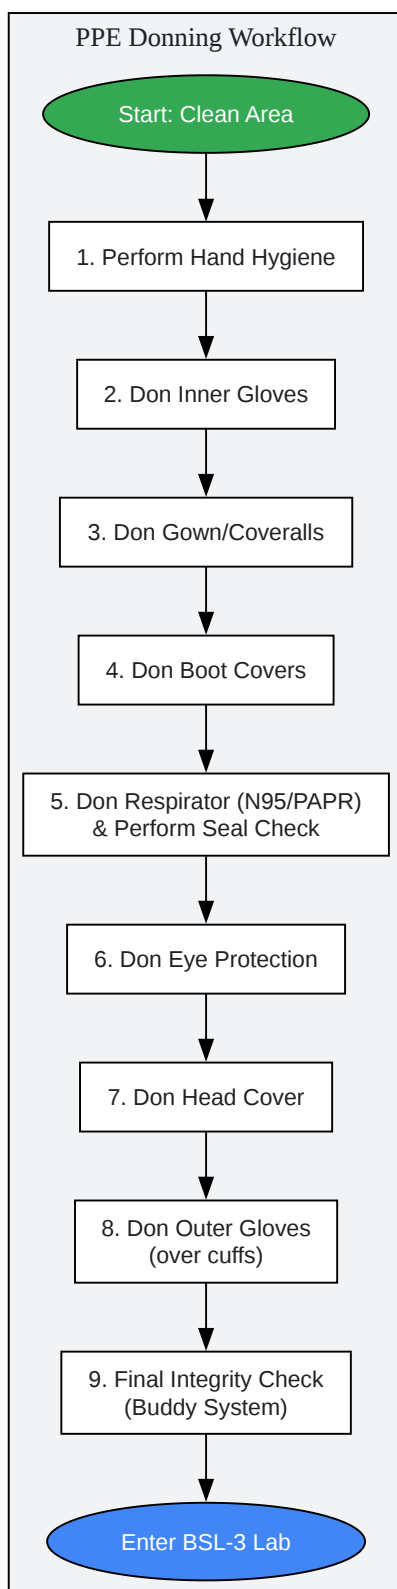 PPE Donning Workflow
Start: Clean Area
1. Perform Hand Hygiene
2. Don Inner Gloves
3. Don Gown/Coveralls
4. Don Boot Covers
5. Don Respirator (N95/PAPR)
& Perform Seal Check
6. Don Eye Protection
7. Don Head Cover
8. Don Outer Gloves
(over cuffs)
9. Final Integrity Check
(Buddy System)
Enter BSL-3 Lab